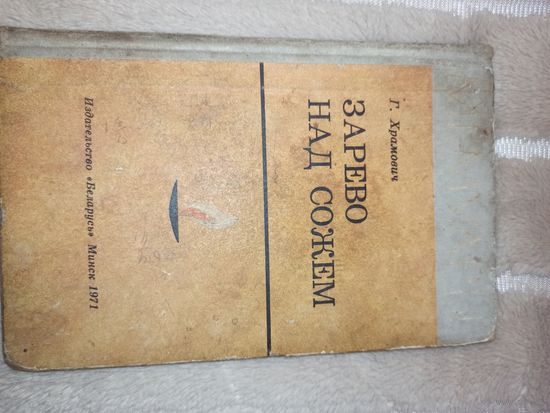 Г. Храмович
ЗАРЕВО
НАД СОЖЕМ
Издательство «Беларусь» Минск 1971